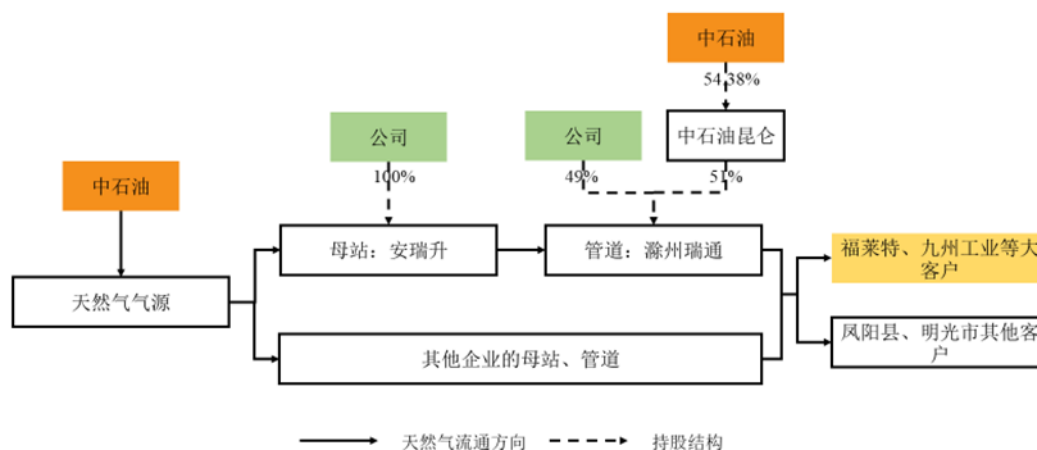 中石油
54.38%
公司
公司
中石油昆仑
中石油
100%
49%
51%
母站：安瑞升
管道：滁州瑞通
福莱特、九州工业等大
客户
天然气气源
其他企业的母站、管道
凤阳县、明光市其他客
户
天然气流通方向
持股结构